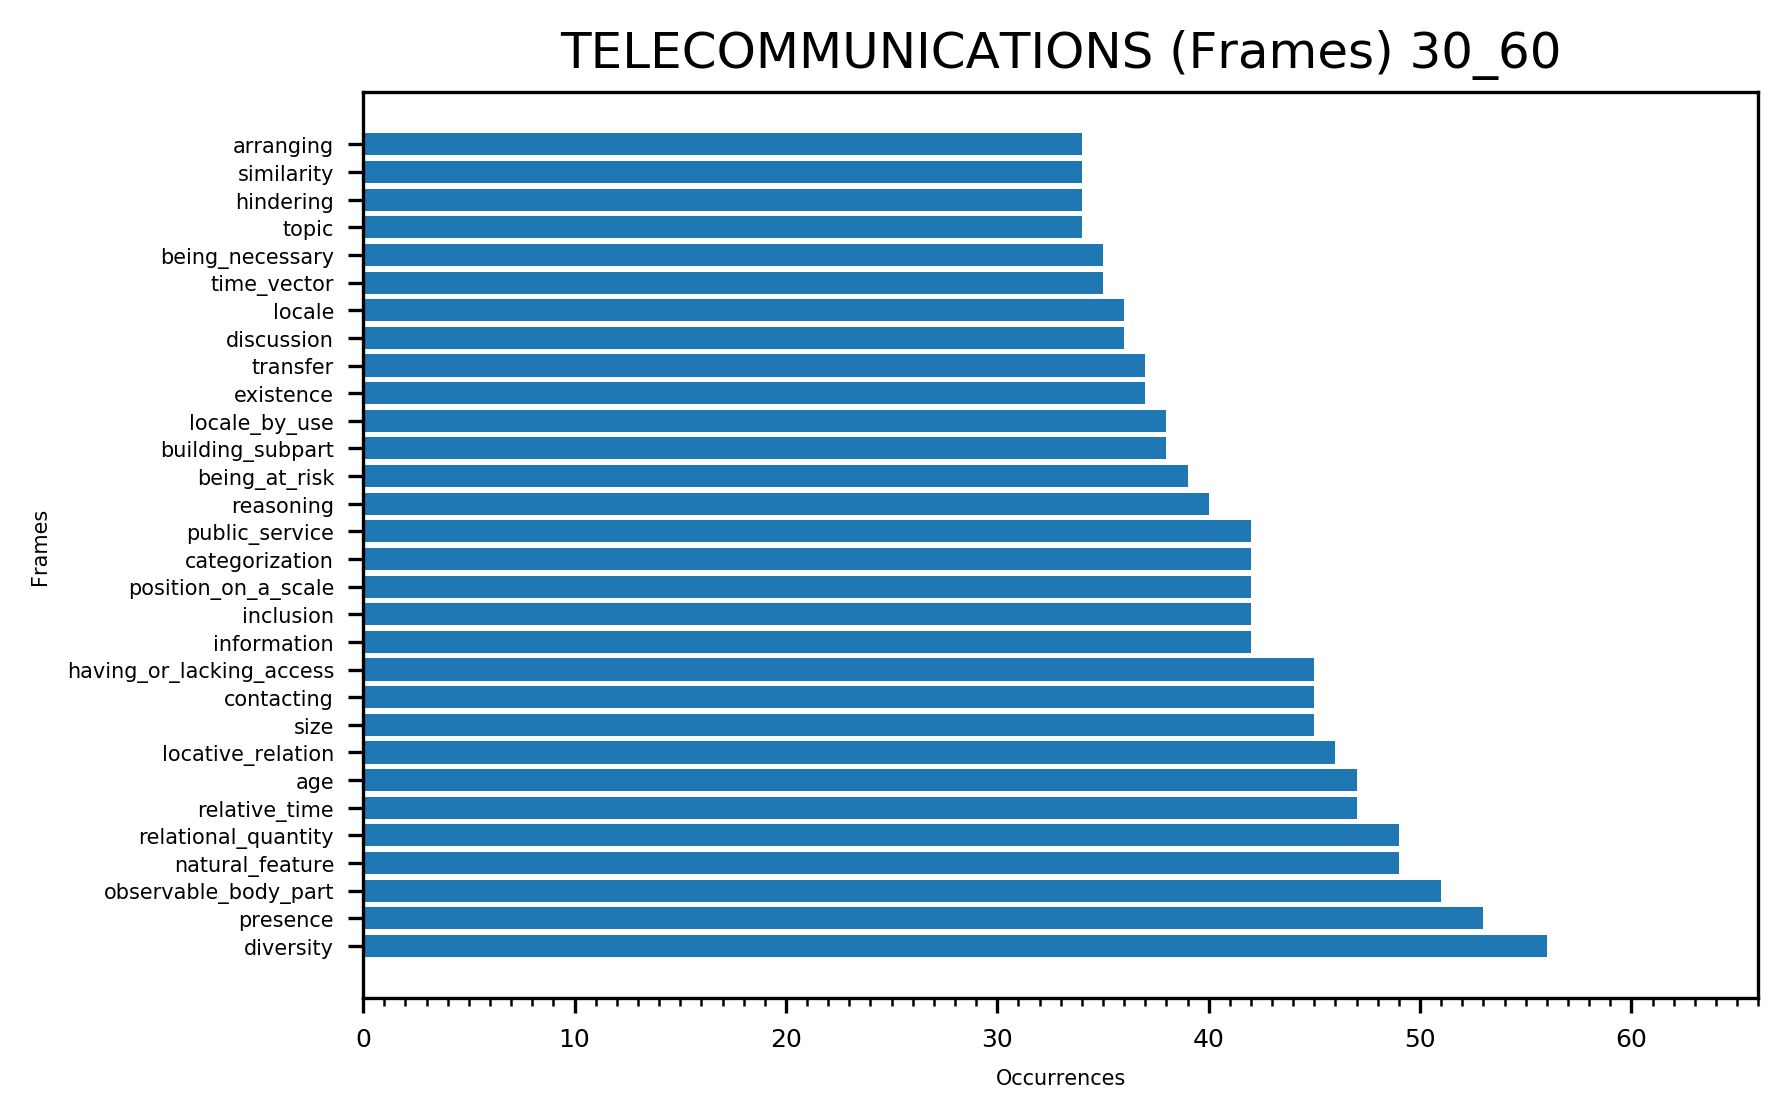 TELECOMMUNICATIONS (Frames) 30_60
arranging
similarity
hindering
topic
being_necessary
time_vector
locale
discussion
transfer
existence
locale_by_use
building_subpart
being_at_risk
reasoning
public_service
categorization
position_on_a_scale
inclusion
information
having_or_lacking_access
contacting
size
locative_relation
age
relative_time
relational_quantity
natural_feature
observable_body_part
presence
diversity
Frames
0 10 20 30 40 50 60
Occurrences